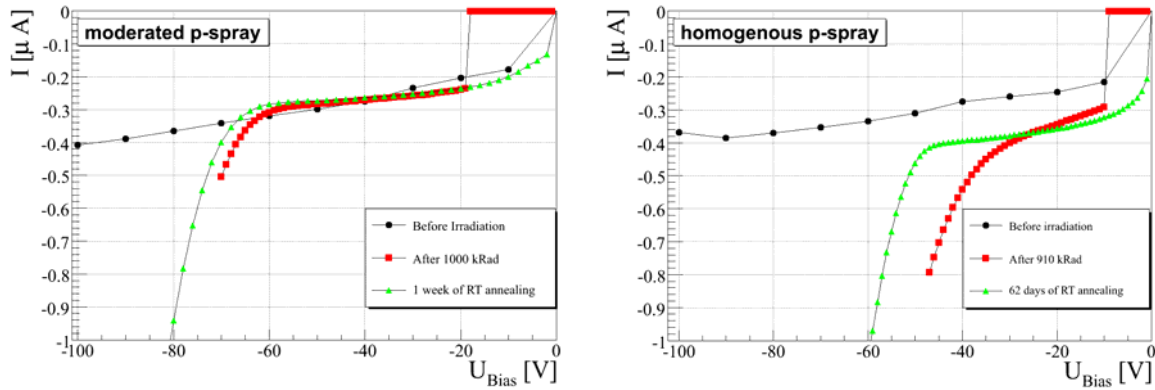 moderated p-spray
I [μ A]
0
-0.1
-0.2
-0.3
-0.4
-0.5
-0.6
-0.7
-0.8
-0.9
-1
-100 -80 -60 -40 -20 0
U_Bias [V]
Before Irradiation
After 1000 kRad
1 week of RT annealing
homogenous p-spray
I [μ A]
0
-0.1
-0.2
-0.3
-0.4
-0.5
-0.6
-0.7
-0.8
-0.9
-1
-100 -80 -60 -40 -20 0
U_Bias [V]
Before irradiation
After 910 kRad
62 days of RT annealing